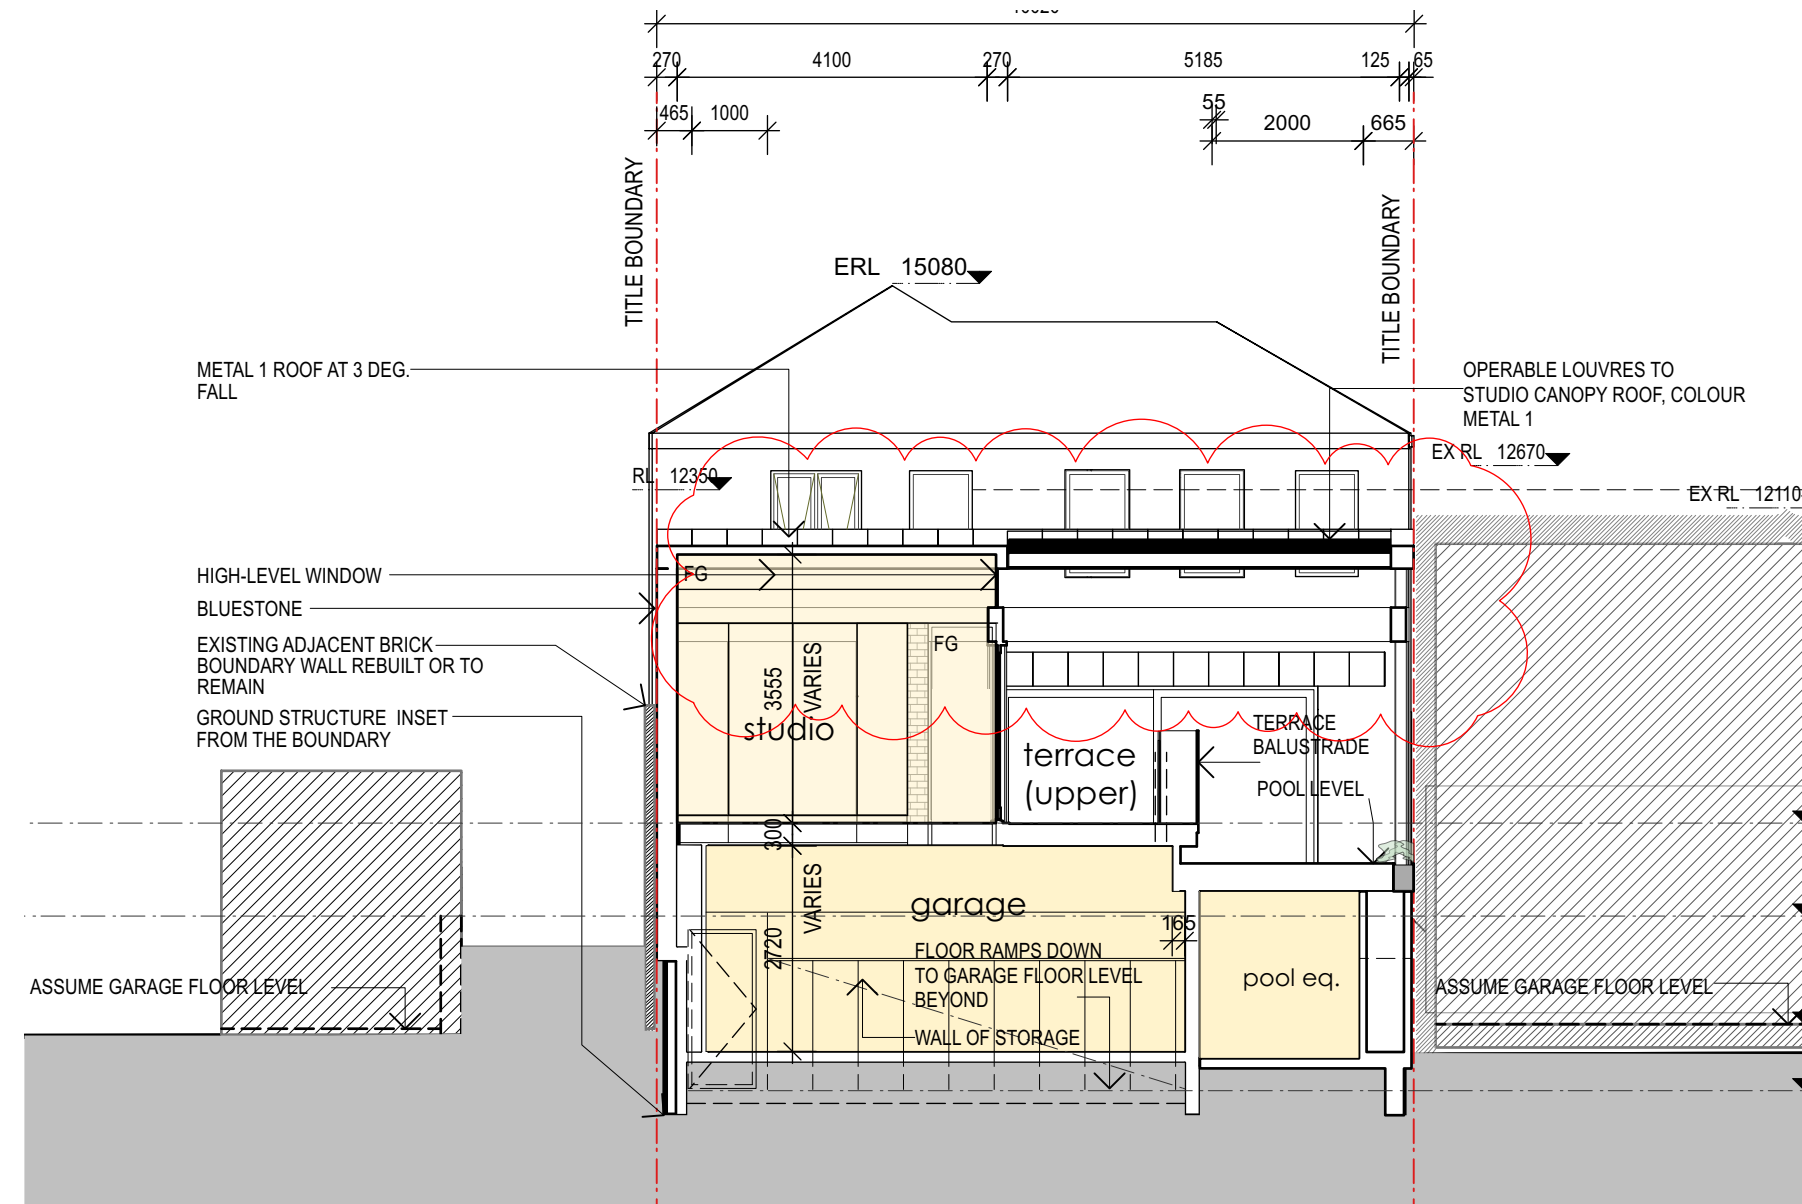 270
4100
270
5185
125
65
465
1000
55
2000
665
TITLE BOUNDARY
TITLE BOUNDARY
ERL 15080
METAL 1 ROOF AT 3 DEG.
FALL
OPERABLE LOUVRES TO
STUDIO CANOPY ROOF, COLOUR
METAL 1
EX RL 12670
RL 12350
EX RL 12110
HIGH-LEVEL WINDOW
FG
BLUESTONE
EXISTING ADJACENT BRICK
BOUNDARY WALL REBUILT OR TO
REMAIN
FG
3555
VARIES
GROUND STRUCTURE INSET
FROM THE BOUNDARY
studio
terrace
(upper)
TERRACE
BALUSTRADE
POOL LEVEL
300
VARIES
2720
garage
165
FLOOR RAMPS DOWN
TO GARAGE FLOOR LEVEL
BEYOND
WALL OF STORAGE
pool eq.
ASSUME GARAGE FLOOR LEVEL
ASSUME GARAGE FLOOR LEVEL